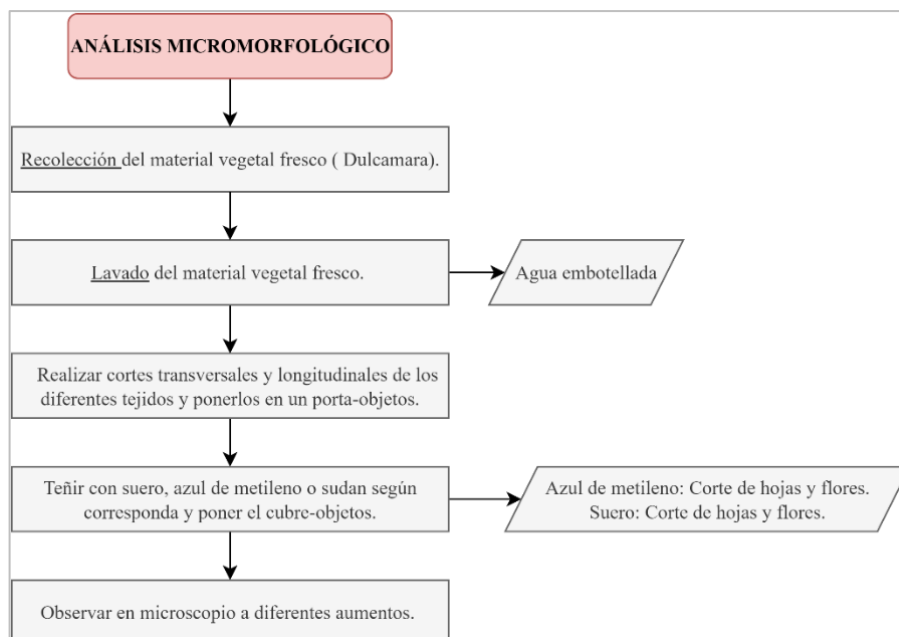 ANÁLISIS MICROMORFOLÓGICO
Recolección del material vegetal fresco ( Dulcamara).
Lavado del material vegetal fresco.
Agua embotellada
Realizar cortes transversales y longitudinales de los
diferentes tejidos y ponerlos en un porta-objetos.
Teñir con suero, azul de metileno o sudan según
corresponda y poner el cubre-objetos.
Azul de metileno: Corte de hojas y flores.
Suero: Corte de hojas y flores.
Observar en microscopio a diferentes aumentos.